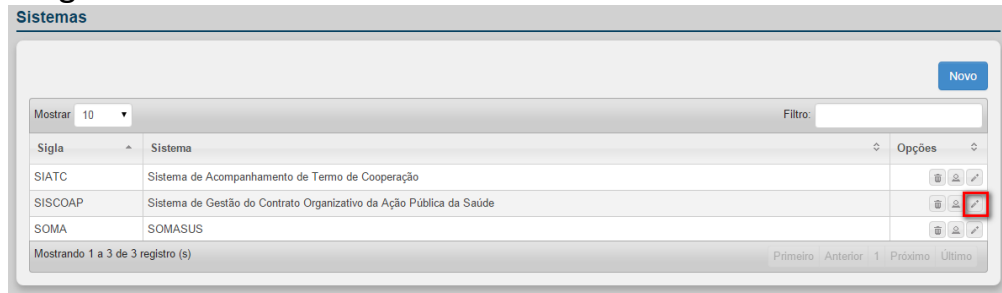 Sistemas
Novo
Mostrar 10 Filtro:
Sigla Sistema Opções
SIATC Sistema de Acompanhamento de Termo de Cooperação
SISCOAP Sistema de Gestão do Contrato Organizativo da Ação Pública da Saúde
SOMA SOMASUS
Mostrando 1 a 3 de 3 registro (s) Primeiro Anterior 1 Próximo Último